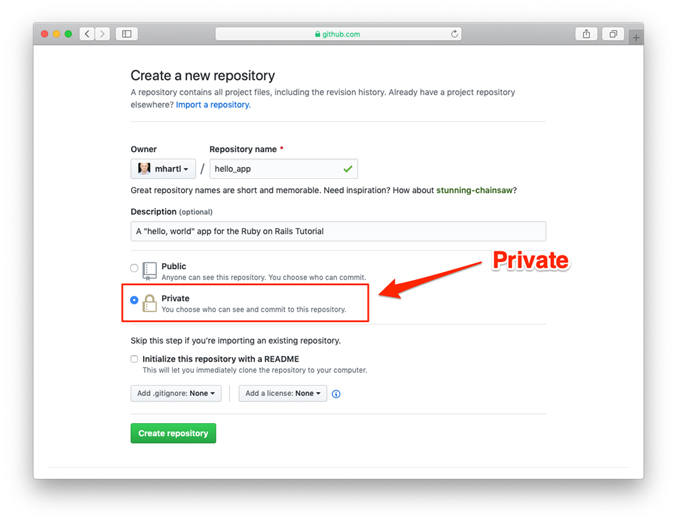 github.com
Create a new repository
A repository contains all project files, including the revision history. Already have a project repository
elsewhere? Import a repository.
Owner Repository name *
mhartl / hello_app
Great repository names are short and memorable. Need inspiration? How about stunning-chainsaw?
Description (optional)
A "hello, world" app for the Ruby on Rails Tutorial
Public
Anyone can see this repository. You choose who can commit.
Private
Private
You choose who can see and commit to this repository.
Skip this step if you're importing an existing repository.
Initialize this repository with a README
This will let you immediately clone the repository to your computer.
Add .gitignore: None Add a license: None
Create repository